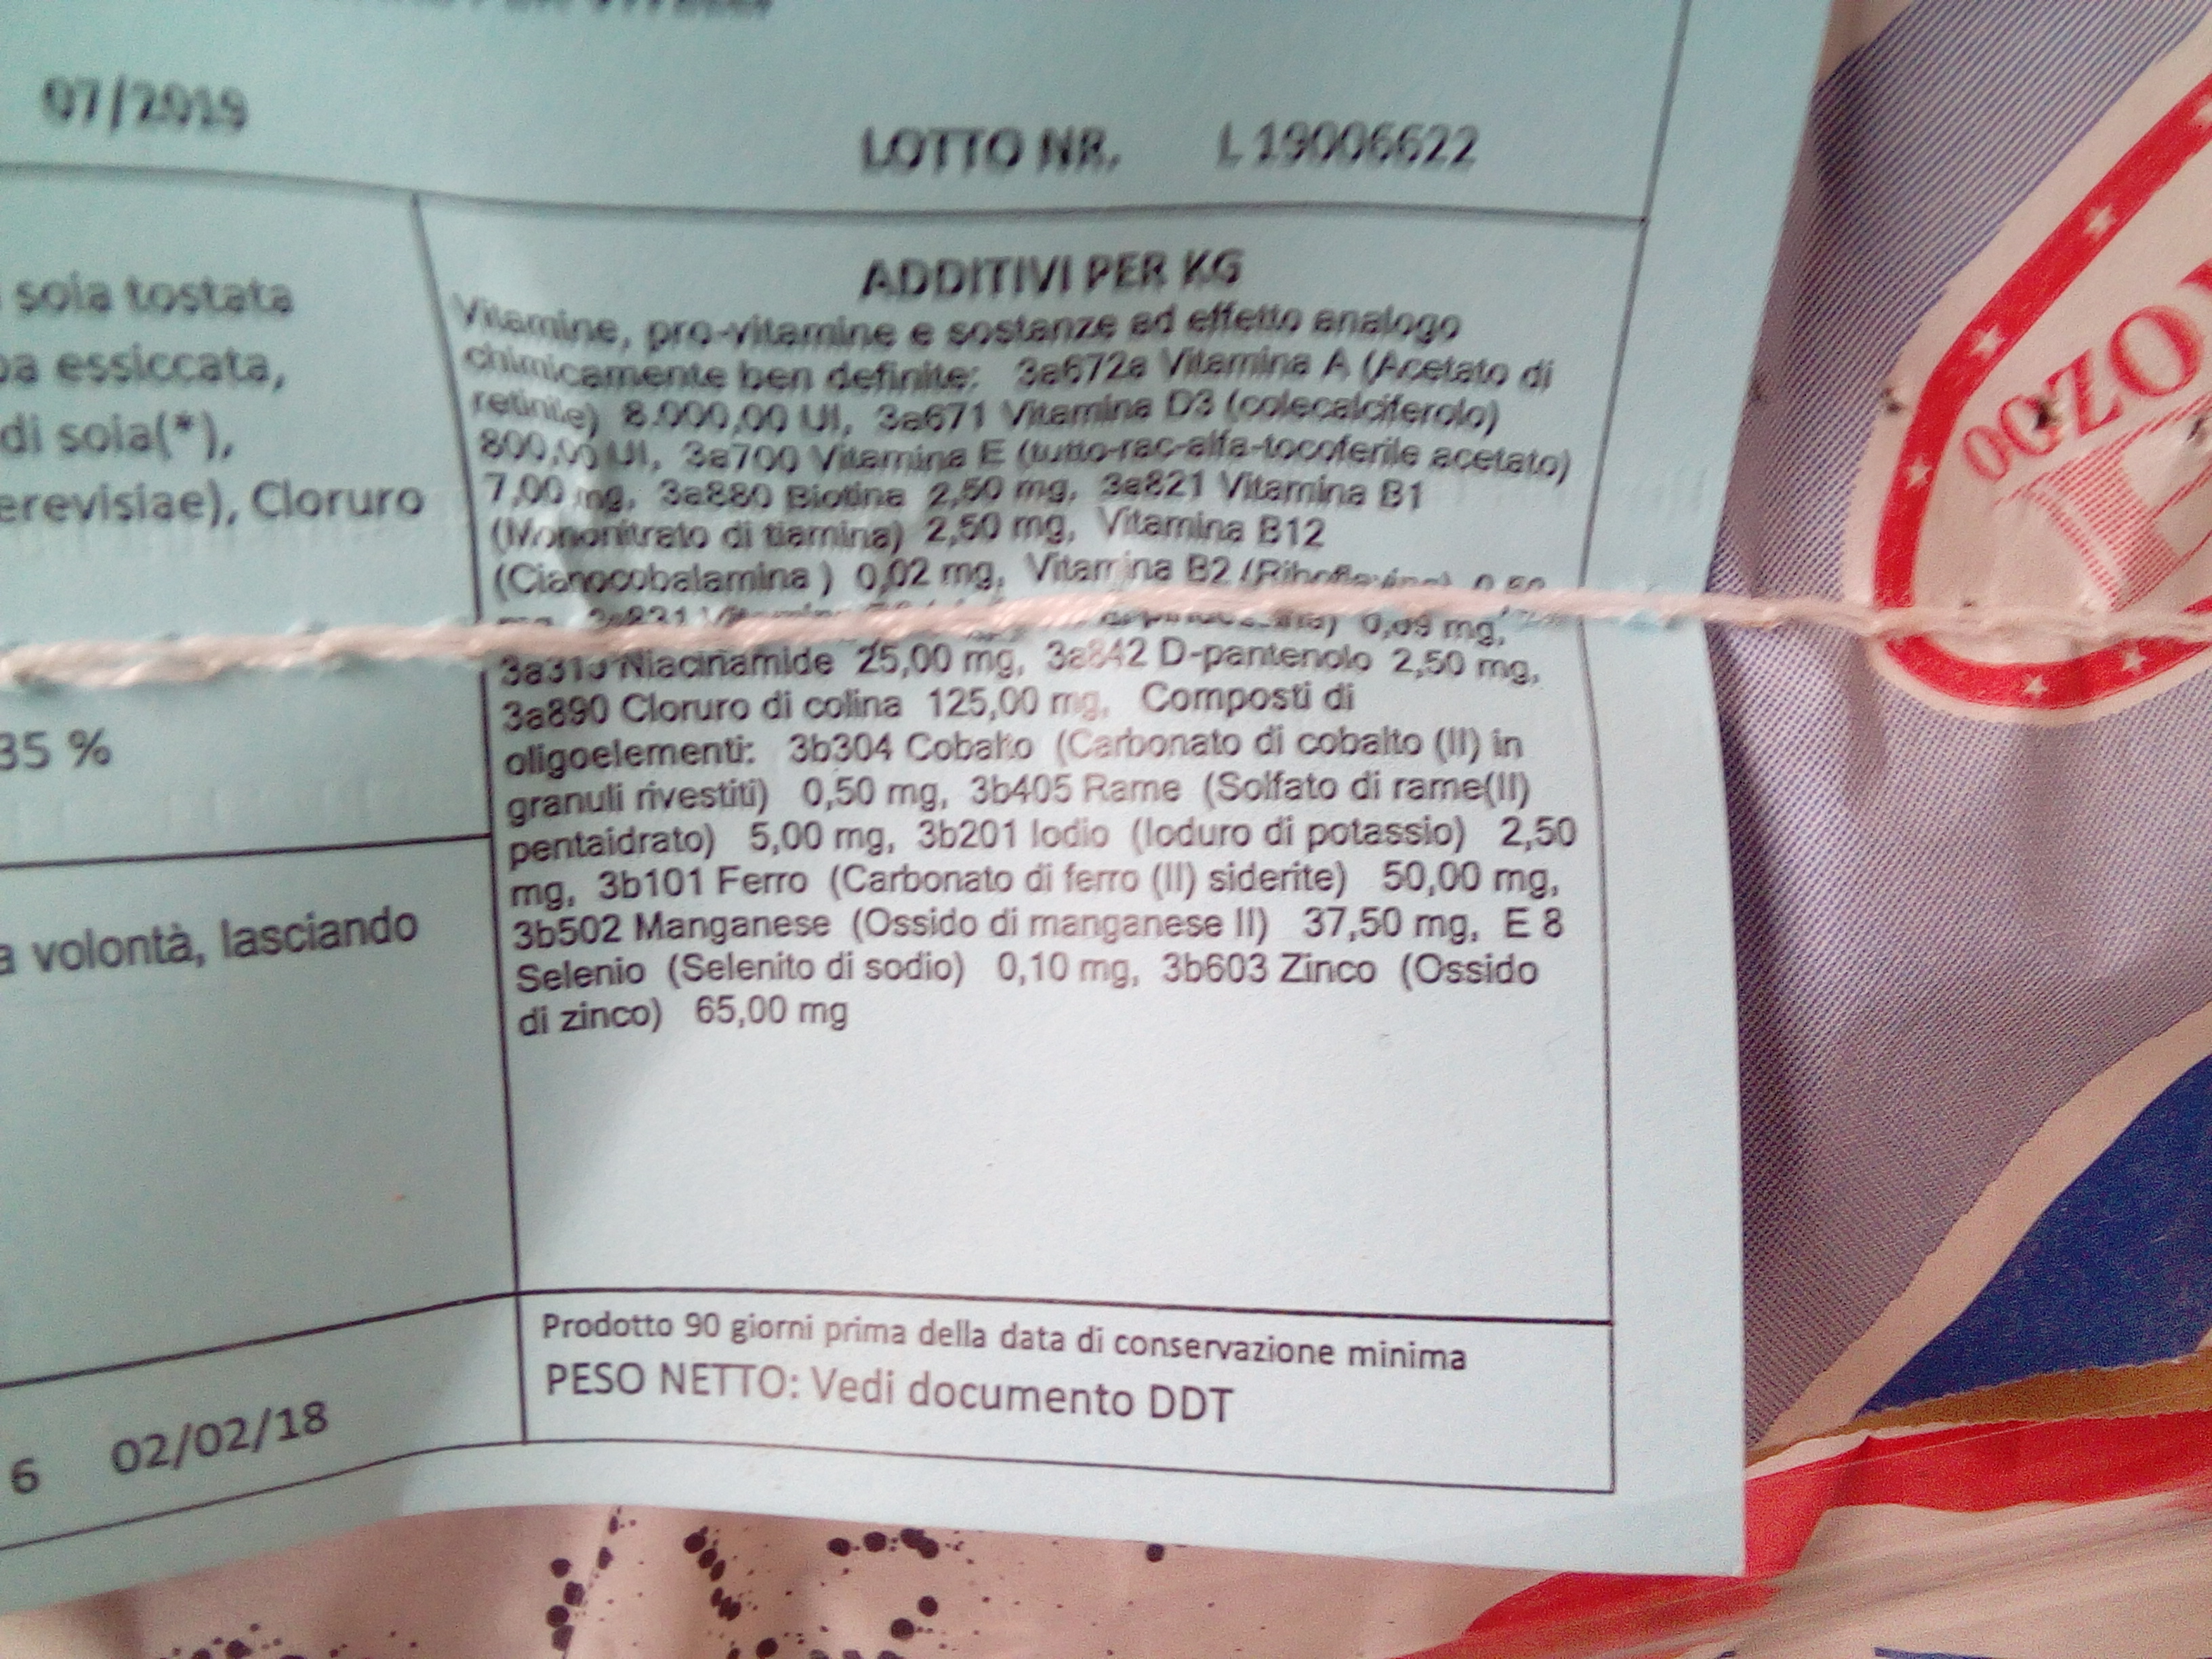 07/2019
LOTTO NR. L 19006622
soia tostata
essiccata,
di soia(*),
erevisiae), Cloruro
35 %
a volontà, lasciando
6 02/02/18
ADDITIVI PER KG
Vitamine, pro-vitamine e sostanze ad effetto analogo
chimicamente ben definite: 3a672a Vitamina A (Acetato di
retinile) 8.000,00 UI, 3a671 Vitamina D3 (colecalciferolo)
800,00 UI, 3a700 Vitamina E (tutto-rac-alfa-tocoferile acetato)
7,00 mg, 3a880 Biotina 2,50 mg, 3a821 Vitamina B1
(Mononitrato di tiamina) 2,50 mg, Vitamina B12
(Cianocobalamina ) 0,02 mg, Vitamina B2
mg,
3a315 Niacinamide 25,00 mg, 3a842 D-pantenolo 2,50 mg,
3a890 Cloruro di colina 125,00 mg, Composti di
oligoelementi: 3b304 Cobalto (Carbonato di cobalto (II) in
granuli rivestiti) 0,50 mg, 3b405 Rame (Solfato di rame(II)
pentaidrato) 5,00 mg, 3b201 Iodio (Ioduro di potassio) 2,50
mg, 3b101 Ferro (Carbonato di ferro (II) siderite) 50,00 mg,
3b502 Manganese (Ossido di manganese II) 37,50 mg, E 8
Selenio (Selenito di sodio) 0,10 mg, 3b603 Zinco (Ossido
di zinco) 65,00 mg
Prodotto 90 giorni prima della data di conservazione minima
PESO NETTO: Vedi documento DDT